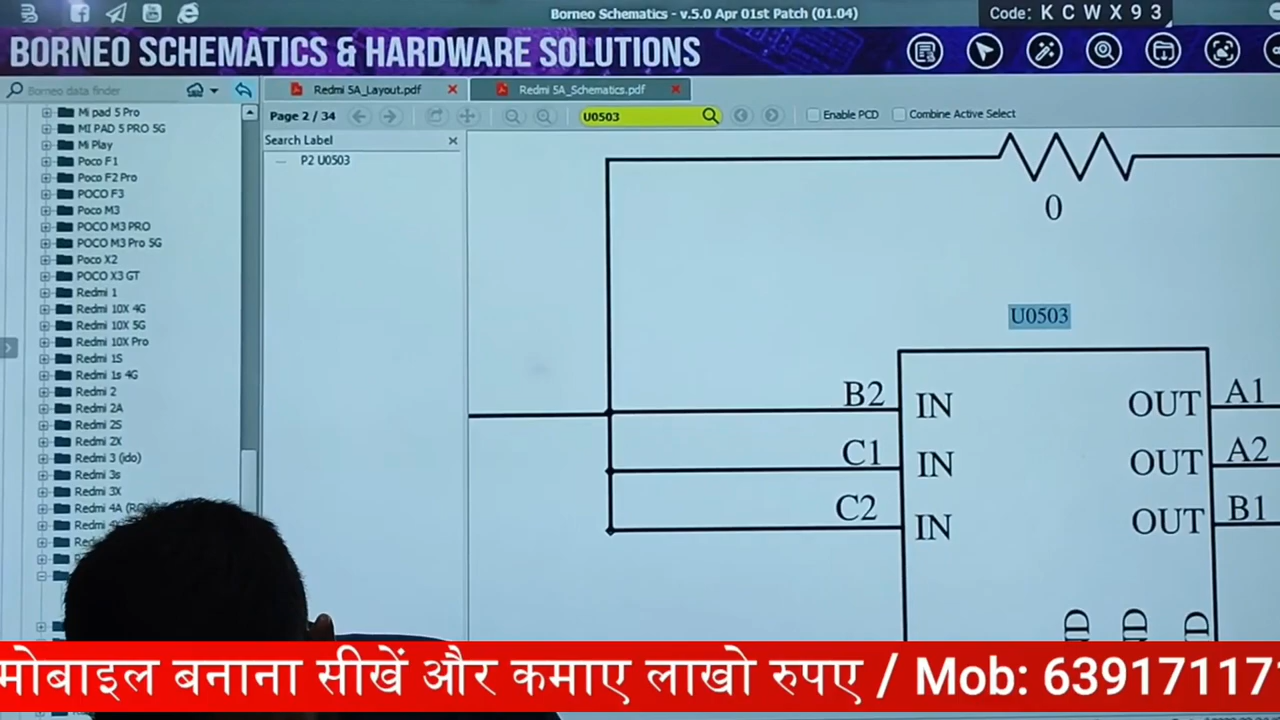 Borneo Schematics - v.5.0 Apr 01st Patch (01.04)
Code: K C W X 9 3
BORNEO SCHEMATICS & HARDWARE SOLUTIONS
Borneo data finder
Redmi 5A_Layout.pdf
Redmi 5A_Schematics.pdf
Page 2 / 34
U0503
Enable PCD
Combine Active Select
Search Label
P2 U0503
Mi pad 5 Pro
MI PAD 5 PRO 5G
Mi Play
Poco F1
Poco F2 Pro
POCO F3
Poco M3
POCO M3 PRO
POCO M3 Pro 5G
Poco X2
POCO X3 GT
Redmi 1
Redmi 10X 4G
Redmi 10X 5G
Redmi 10X Pro
Redmi 1S
Redmi 1s 4G
Redmi 2
Redmi 2A
Redmi 2S
Redmi 2X
Redmi 3 (ido)
Redmi 3s
Redmi 3X
Redmi 4A
Redmi
0
U0503
B2 IN OUT A1
C1 IN OUT A2
C2 IN OUT B1
मोबाइल बनाना सीखें और कमाए लाखो रुपए / Mob: 639171177